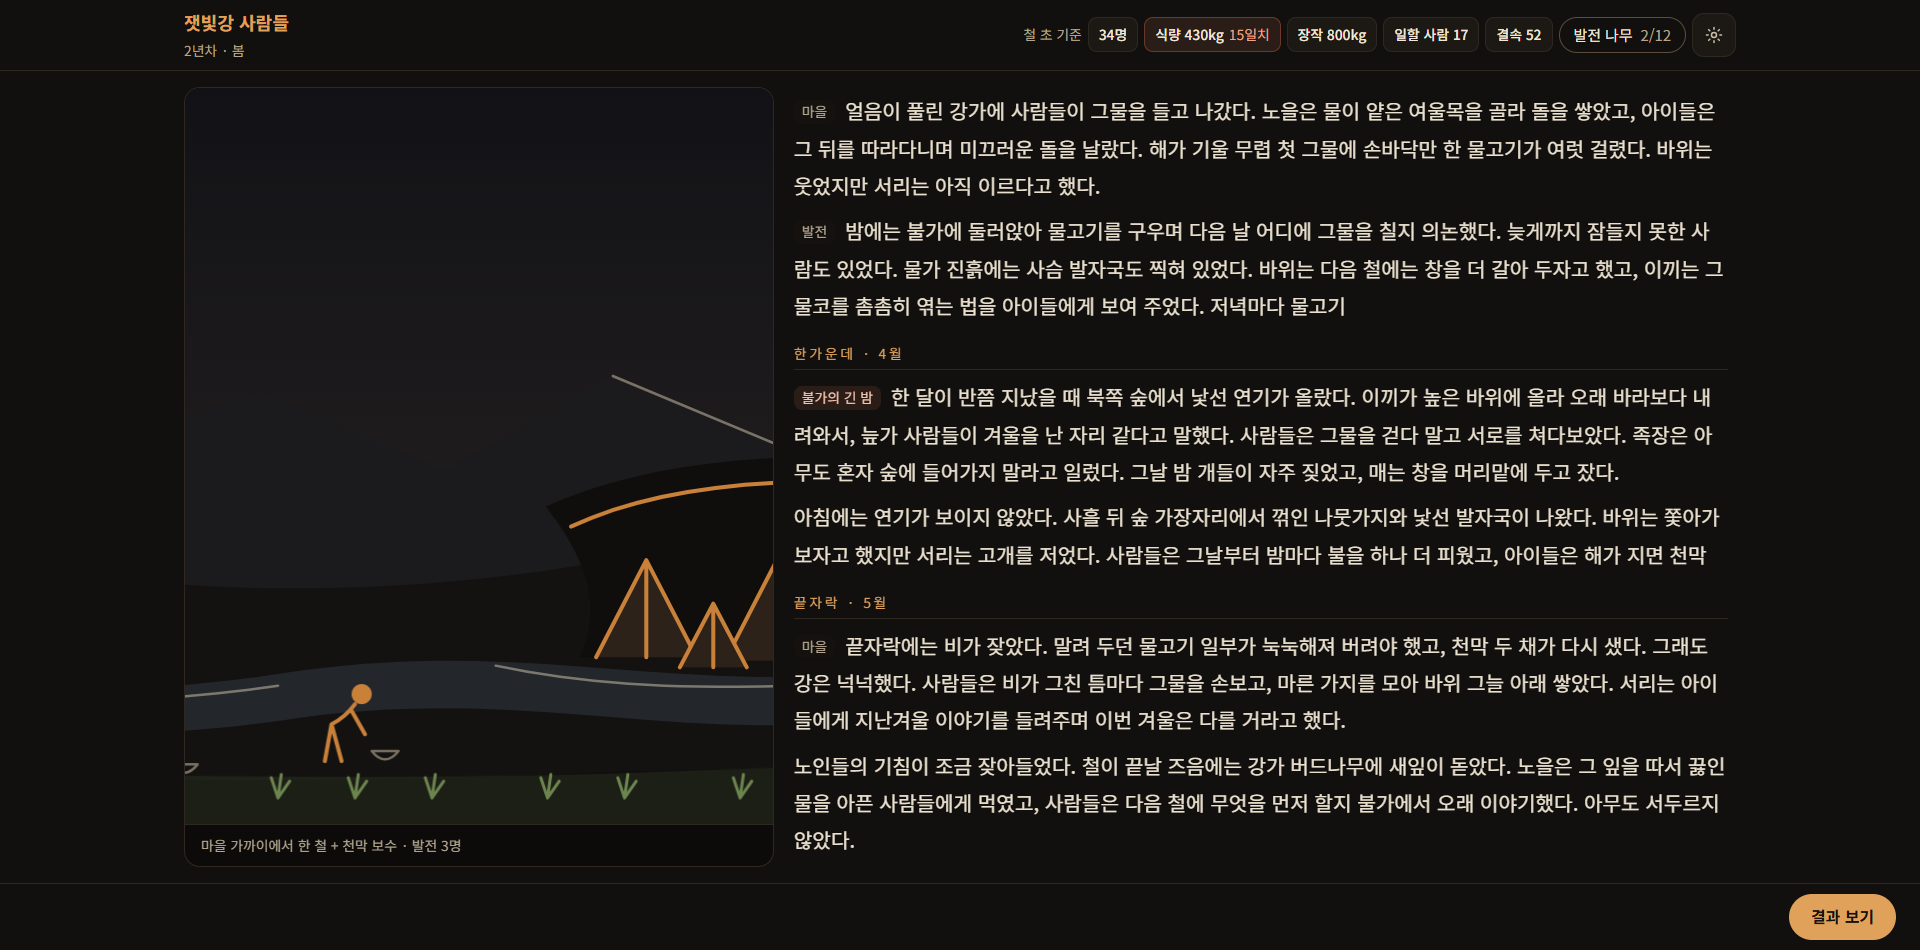 잿빛강 사람들
2년차 · 봄
철 초 기준
34명
식량 430kg 15일치
장작 800kg
일할 사람 17
결속 52
발전 나무 2/12
마을 얼음이 풀린 강가에 사람들이 그물을 들고 나갔다. 노을은 물이 얕은 여울목을 골라 돌을 쌓았고, 아이들은
그 뒤를 따라다니며 미끄러운 돌을 날랐다. 해가 기울 무렵 첫 그물에 손바닥만 한 물고기가 여럿 걸렸다. 바위는
웃었지만 서리는 아직 이르다고 했다.
발전 밤에는 불가에 둘러앉아 물고기를 구우며 다음 날 어디에 그물을 칠지 의논했다. 늦게까지 잠들지 못한 사
람도 있었다. 물가 진흙에는 사슴 발자국도 찍혀 있었다. 바위는 다음 철에는 창을 더 갈아 두자고 했고, 이끼는 그
물코를 촘촘히 엮는 법을 아이들에게 보여 주었다. 저녁마다 물고기
한가운데 · 4월
불가의 긴 밤 한 달이 반쯤 지났을 때 북쪽 숲에서 낯선 연기가 올랐다. 이끼가 높은 바위에 올라 오래 바라보다 내
려와서, 늪가 사람들이 겨울을 난 자리 같다고 말했다. 사람들은 그물을 걷다 말고 서로를 쳐다보았다. 족장은 아
무도 혼자 숲에 들어가지 말라고 일렀다. 그날 밤 개들이 자주 짖었고, 매는 창을 머리맡에 두고 잤다.
아침에는 연기가 보이지 않았다. 사흘 뒤 숲 가장자리에서 꺾인 나뭇가지와 낯선 발자국이 나왔다. 바위는 쫓아가
보자고 했지만 서리는 고개를 저었다. 사람들은 그날부터 밤마다 불을 하나 더 피웠고, 아이들은 해가 지면 천막
끝자락 · 5월
마을 끝자락에는 비가 잦았다. 말려 두던 물고기 일부가 눅눅해져 버려야 했고, 천막 두 채가 다시 샜다. 그래도
강은 넉넉했다. 사람들은 비가 그친 틈마다 그물을 손보고, 마른 가지를 모아 바위 그늘 아래 쌓았다. 서리는 아이
들에게 지난겨울 이야기를 들려주며 이번 겨울은 다를 거라고 했다.
노인들의 기침이 조금 잦아들었다. 철이 끝날 즈음에는 강가 버드나무에 새잎이 돋았다. 노을은 그 잎을 따서 끓인
물을 아픈 사람들에게 먹였고, 사람들은 다음 철에 무엇을 먼저 할지 불가에서 오래 이야기했다. 아무도 서두르지
않았다.
마을 가까이에서 한 철 + 천막 보수 · 발전 3명
결과 보기